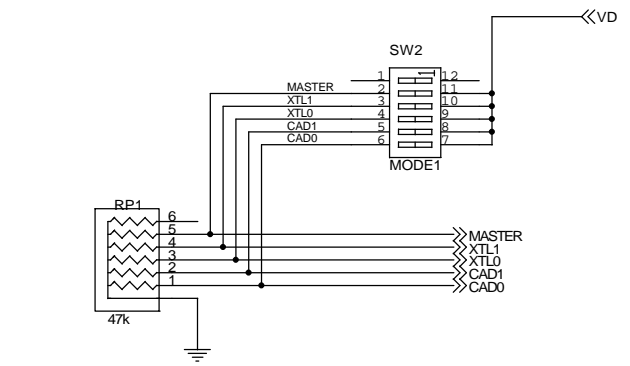 VD
SW2
1 12
MASTER 2 11
XTL1 3 10
XTL0 4 9
CAD1 5 8
CAD0 6 7
MODE1
RP1
6
5 MASTER
4 XTL1
3 XTL0
2 CAD1
1 CAD0
47k